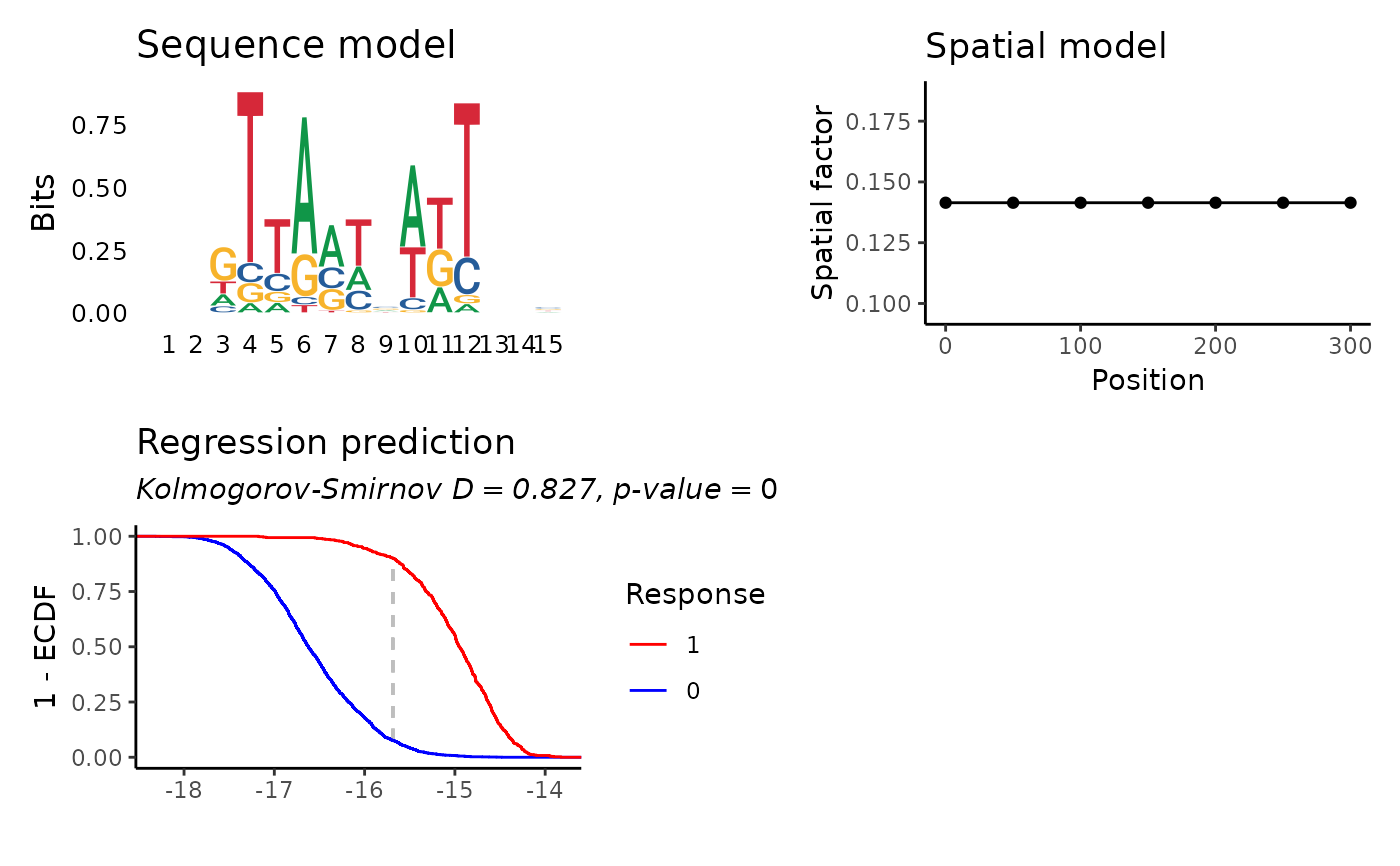 Sequence model
Bits
0.75
0.50
0.25
0.00
1 2 3 4 5 6 7 8 9 10 11 12 13 14 15
Spatial model
Spatial factor
0.175
0.150
0.125
0.100
0 100 200 300
Position
Regression prediction
Kolmogorov-Smirnov D = 0.827, p-value = 0
1 - ECDF
1.00
0.75
0.50
0.25
0.00
-18 -17 -16 -15 -14
Response
1
0